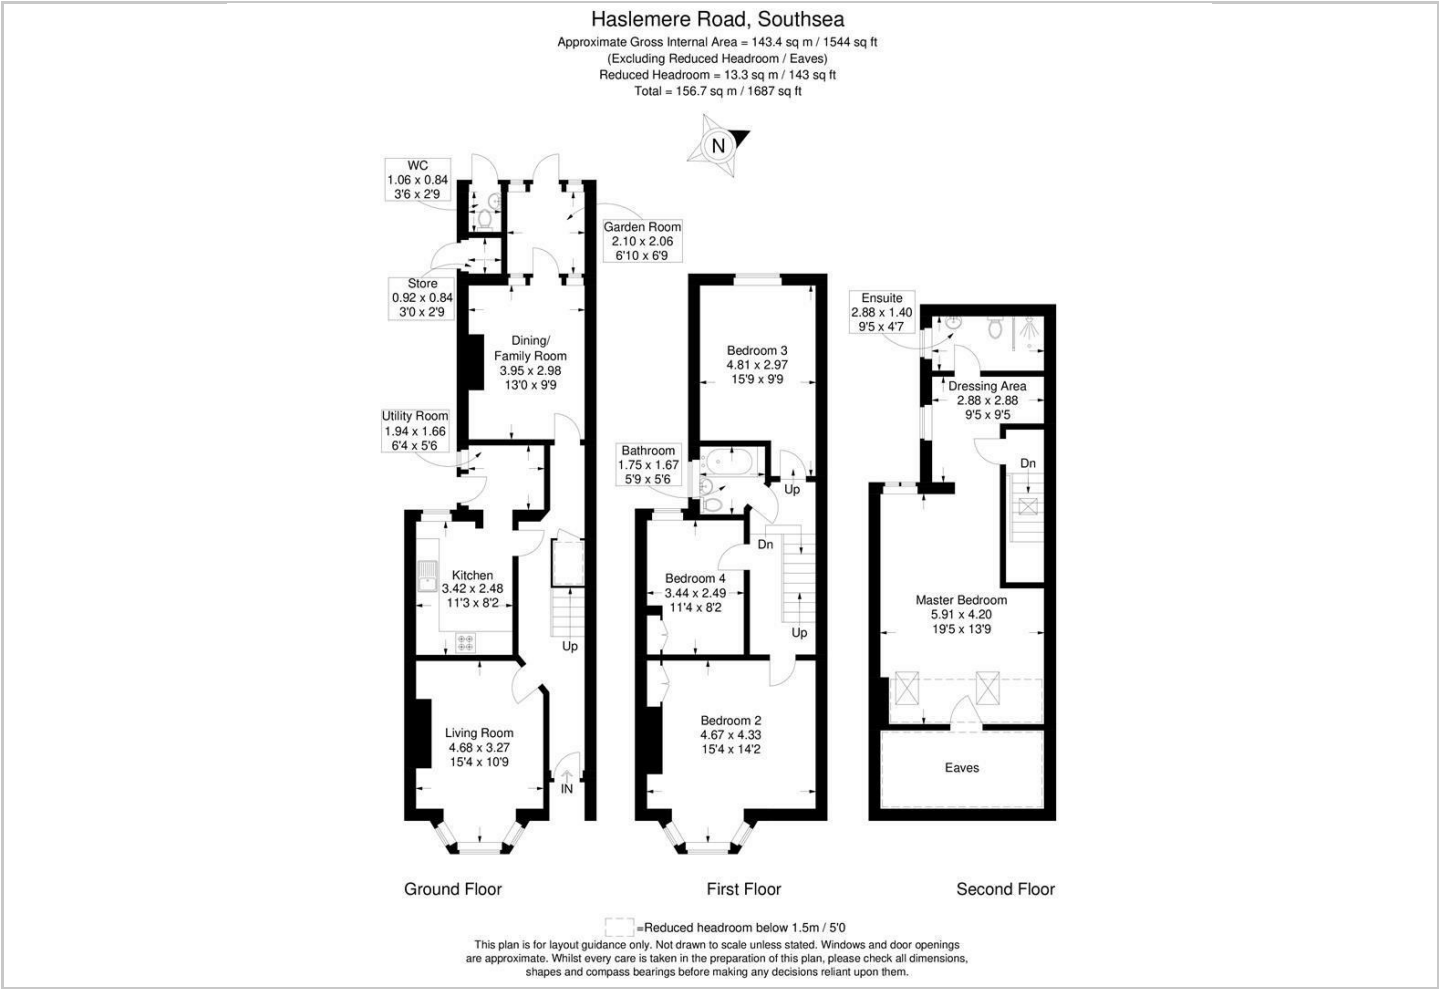 Haslemere Road, Southsea
Approximate Gross Internal Area = 143.4 sq m / 1544 sq ft
(Excluding Reduced Headroom / Eaves)
Reduced Headroom = 13.3 sq m / 143 sq ft
Total = 156.7 sq m / 1687 sq ft
N
WC
1.06 x 0.84
3'6 x 2'9
Garden Room
2.10 x 2.06
6'10 x 6'9
Store
0.92 x 0.84
3'0 x 2'9
Dining/
Family Room
3.95 x 2.98
13'0 x 9'9
Utility Room
1.94 x 1.66
6'4 x 5'6
Kitchen
3.42 x 2.48
11'3 x 8'2
Up
Living Room
4.68 x 3.27
15'4 x 10'9
IN
Ground Floor
Bedroom 3
4.81 x 2.97
15'9 x 9'9
Bathroom
1.75 x 1.67
5'9 x 5'6
Up
Dn
Bedroom 4
3.44 x 2.49
11'4 x 8'2
Up
Bedroom 2
4.67 x 4.33
15'4 x 14'2
First Floor
Ensuite
2.88 x 1.40
9'5 x 4'7
Dressing Area
2.88 x 2.88
9'5 x 9'5
Dn
Master Bedroom
5.91 x 4.20
19'5 x 13'9
Eaves
Second Floor
=Reduced headroom below 1.5m / 5'0
This plan is for layout guidance only. Not drawn to scale unless stated. Windows and door openings
are approximate. Whilst every care is taken in the preparation of this plan, please check all dimensions,
shapes and compass bearings before making any decisions reliant upon them.